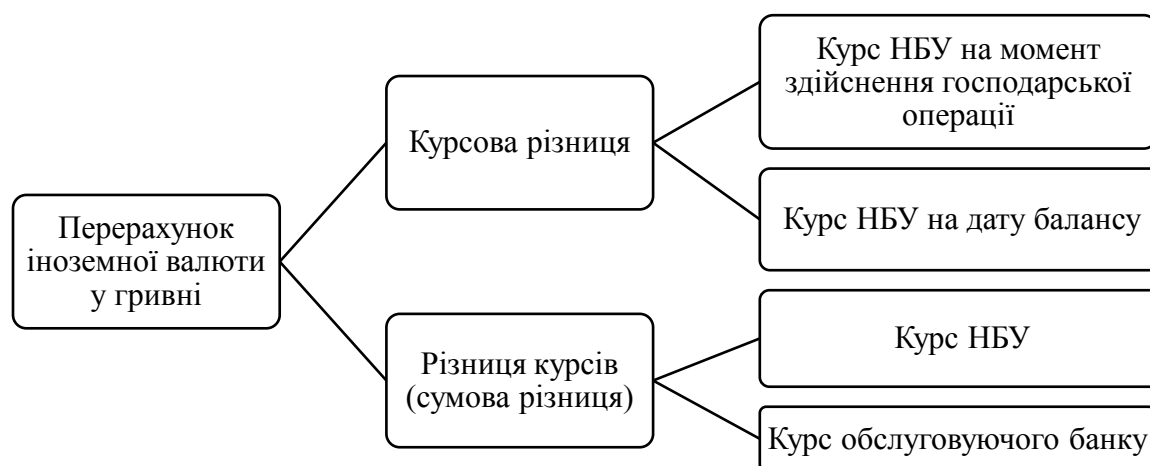 Перерахунок
іноземної валюти
у гривні
Курсова різниця
Курс НБУ на момент
здійснення господарської
операції
Курс НБУ на дату балансу
Різниця курсів
(сумова різниця)
Курс НБУ
Курс обслуговуючого банку